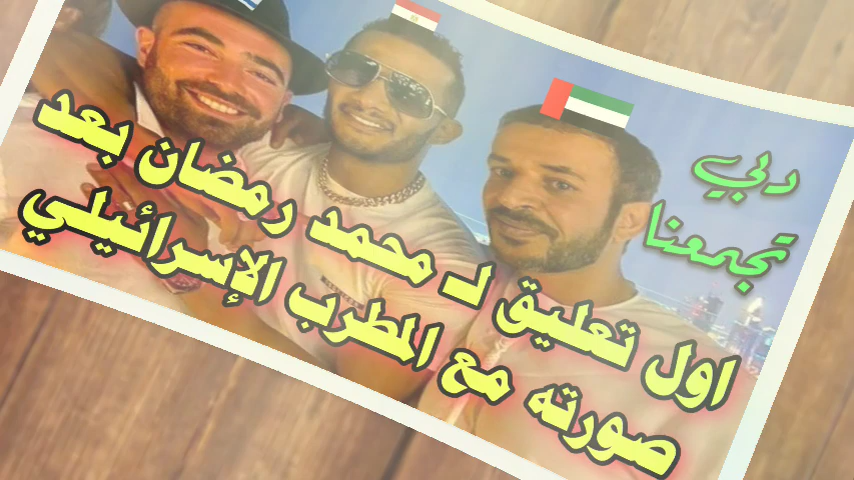 دبي
تجمعنا
اول تعليق لـ محمد رمضان بعد
صورته مع المطرب الإسرائيلي